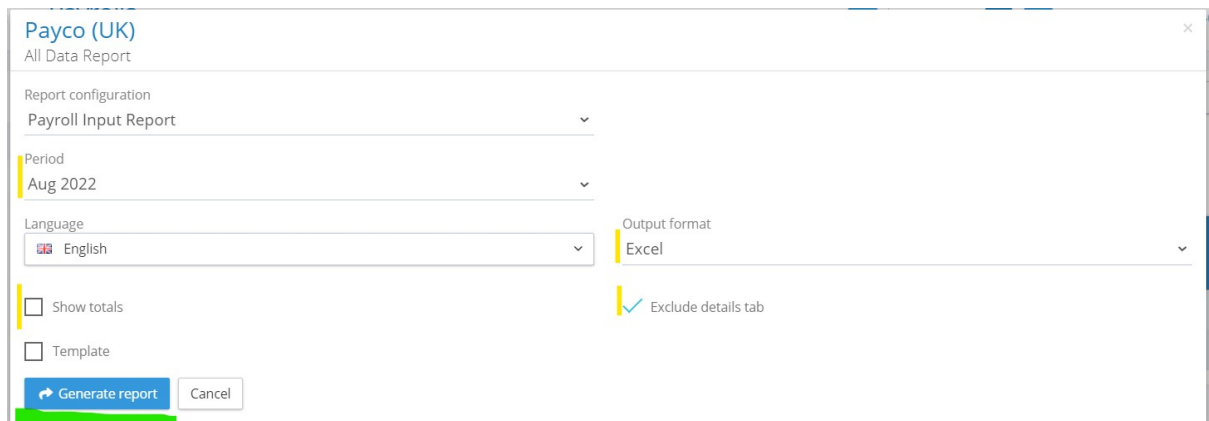 Payco (UK)
All Data Report
Report configuration
Payroll Input Report
Period
Aug 2022
Language
Output format
English
Excel
Show totals
Exclude details tab
Template
Generate report
Cancel